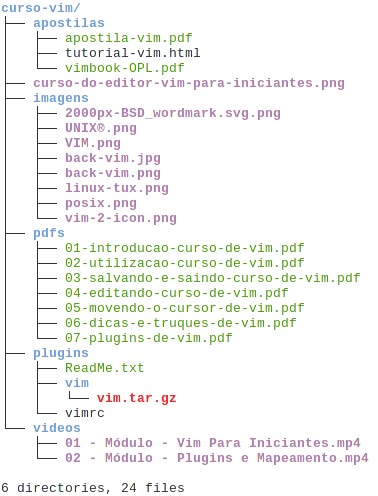 curso-vim/
├── apostilas
│   ├── apostila-vim.pdf
│   ├── tutorial-vim.html
│   └── vimbook-OPL.pdf
├── curso-do-editor-vim-para-iniciantes.png
├── imagens
│   ├── 2000px-BSD_wordmark.svg.png
│   ├── UNIX®.png
│   ├── VIM.png
│   ├── back-vim.jpg
│   ├── back-vim.png
│   ├── linux-tux.png
│   ├── posix.png
│   └── vim-2-icon.png
├── pdfs
│   ├── 01-introducao-curso-de-vim.pdf
│   ├── 02-utilizacao-curso-de-vim.pdf
│   ├── 03-salvando-e-saindo-curso-de-vim.pdf
│   ├── 04-editando-curso-de-vim.pdf
│   ├── 05-movendo-o-cursor-de-vim.pdf
│   ├── 06-dicas-e-truques-de-vim.pdf
│   └── 07-plugins-de-vim.pdf
├── plugins
│   ├── ReadMe.txt
│   ├── vim
│   │   └── vim.tar.gz
│   └── vimrc
└── videos
    ├── 01 - Módulo - Vim Para Iniciantes.mp4
    └── 02 - Módulo - Plugins e Mapeamento.mp4
6 directories, 24 files